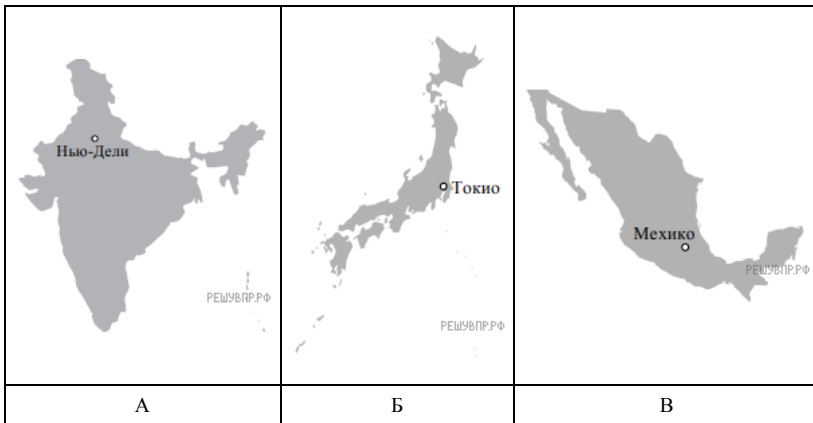 Нью-Дели
РЕШУВПР.РФ
Токио
РЕШУВПР.РФ
Мехико
РЕШУВПР.РФ
А
Б
В